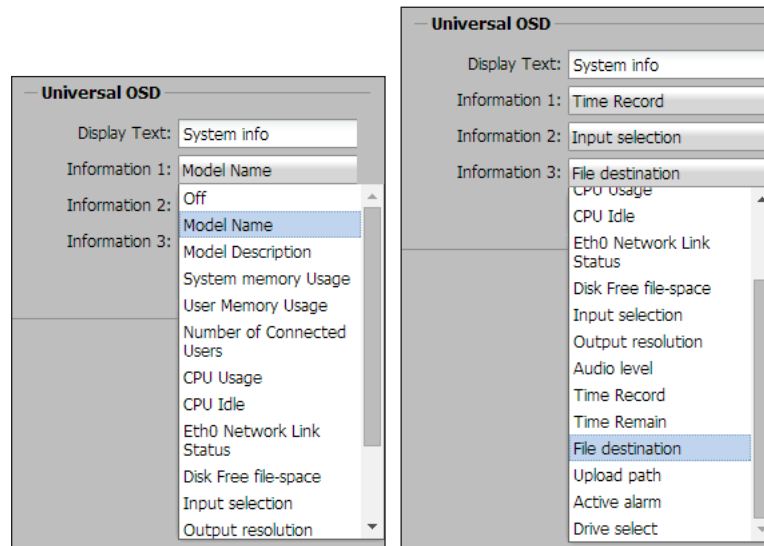 Universal OSD
Display Text: System info
Information 1: Model Name
Information 2:
Information 3:
Off
Model Name
Model Description
System memory Usage
User Memory Usage
Number of Connected
Users
CPU Usage
CPU Idle
Eth0 Network Link
Status
Disk Free file-space
Input selection
Output resolution
Universal OSD
Display Text: System info
Information 1: Time Record
Information 2: Input selection
Information 3: File destination
CPU Usage
CPU Idle
Eth0 Network Link
Status
Disk Free file-space
Input selection
Output resolution
Audio level
Time Record
Time Remain
File destination
Upload path
Active alarm
Drive select